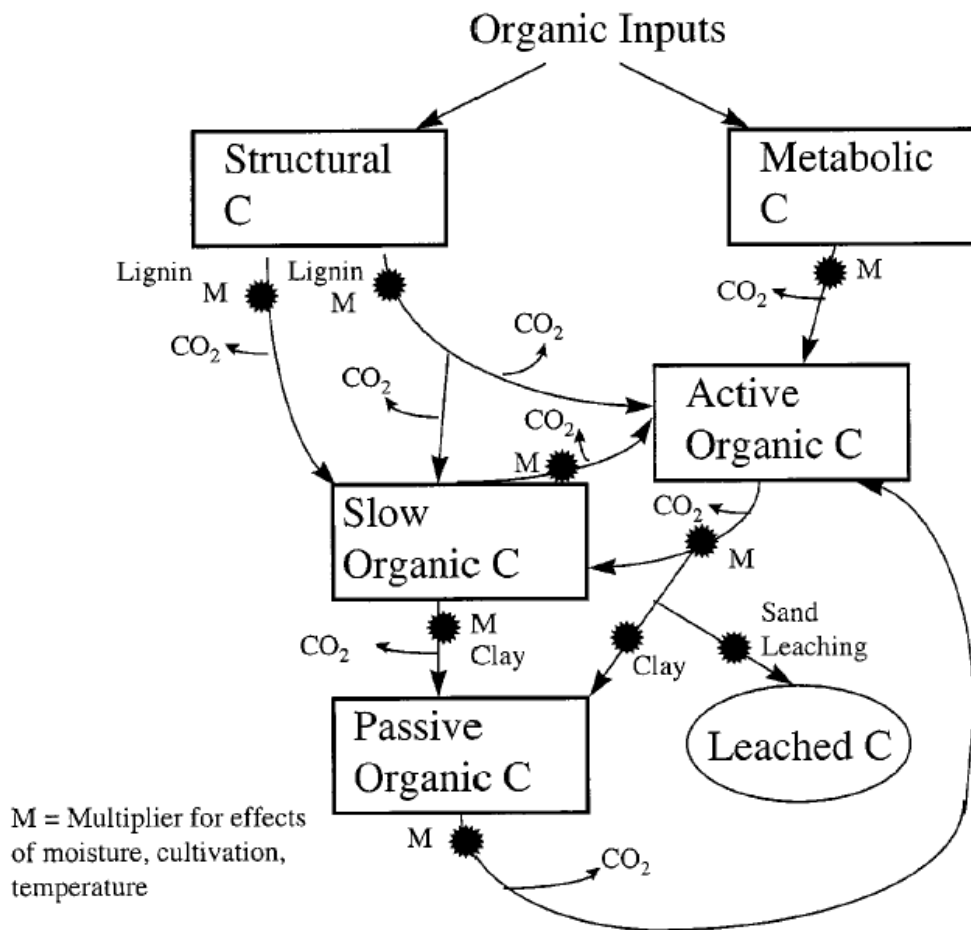 Organic Inputs
Structural
C
Metabolic
C
Lignin
M
Lignin
M
M
CO2
CO2
CO2
CO2
CO2
M
Active
Organic C
Slow
Organic C
CO2
M
M
Clay
CO2
Clay
Sand
Leaching
Passive
Organic C
Leached C
M = Multiplier for effects
of moisture, cultivation,
temperature
M
CO2